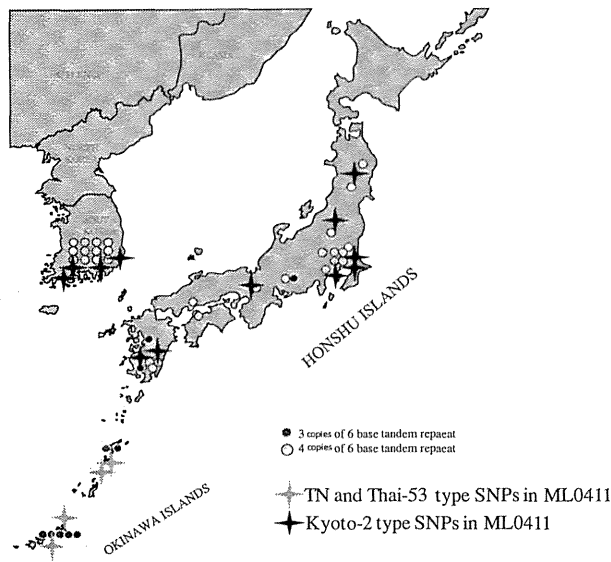 HONSHU ISLANDS
3 copies of 6 base tandem repaeat
4 copies of 6 base tandem repaeat
TN and Thai-53 type SNPs in ML0411
Kyoto-2 type SNPs in ML0411
OKINAWA ISLANDS